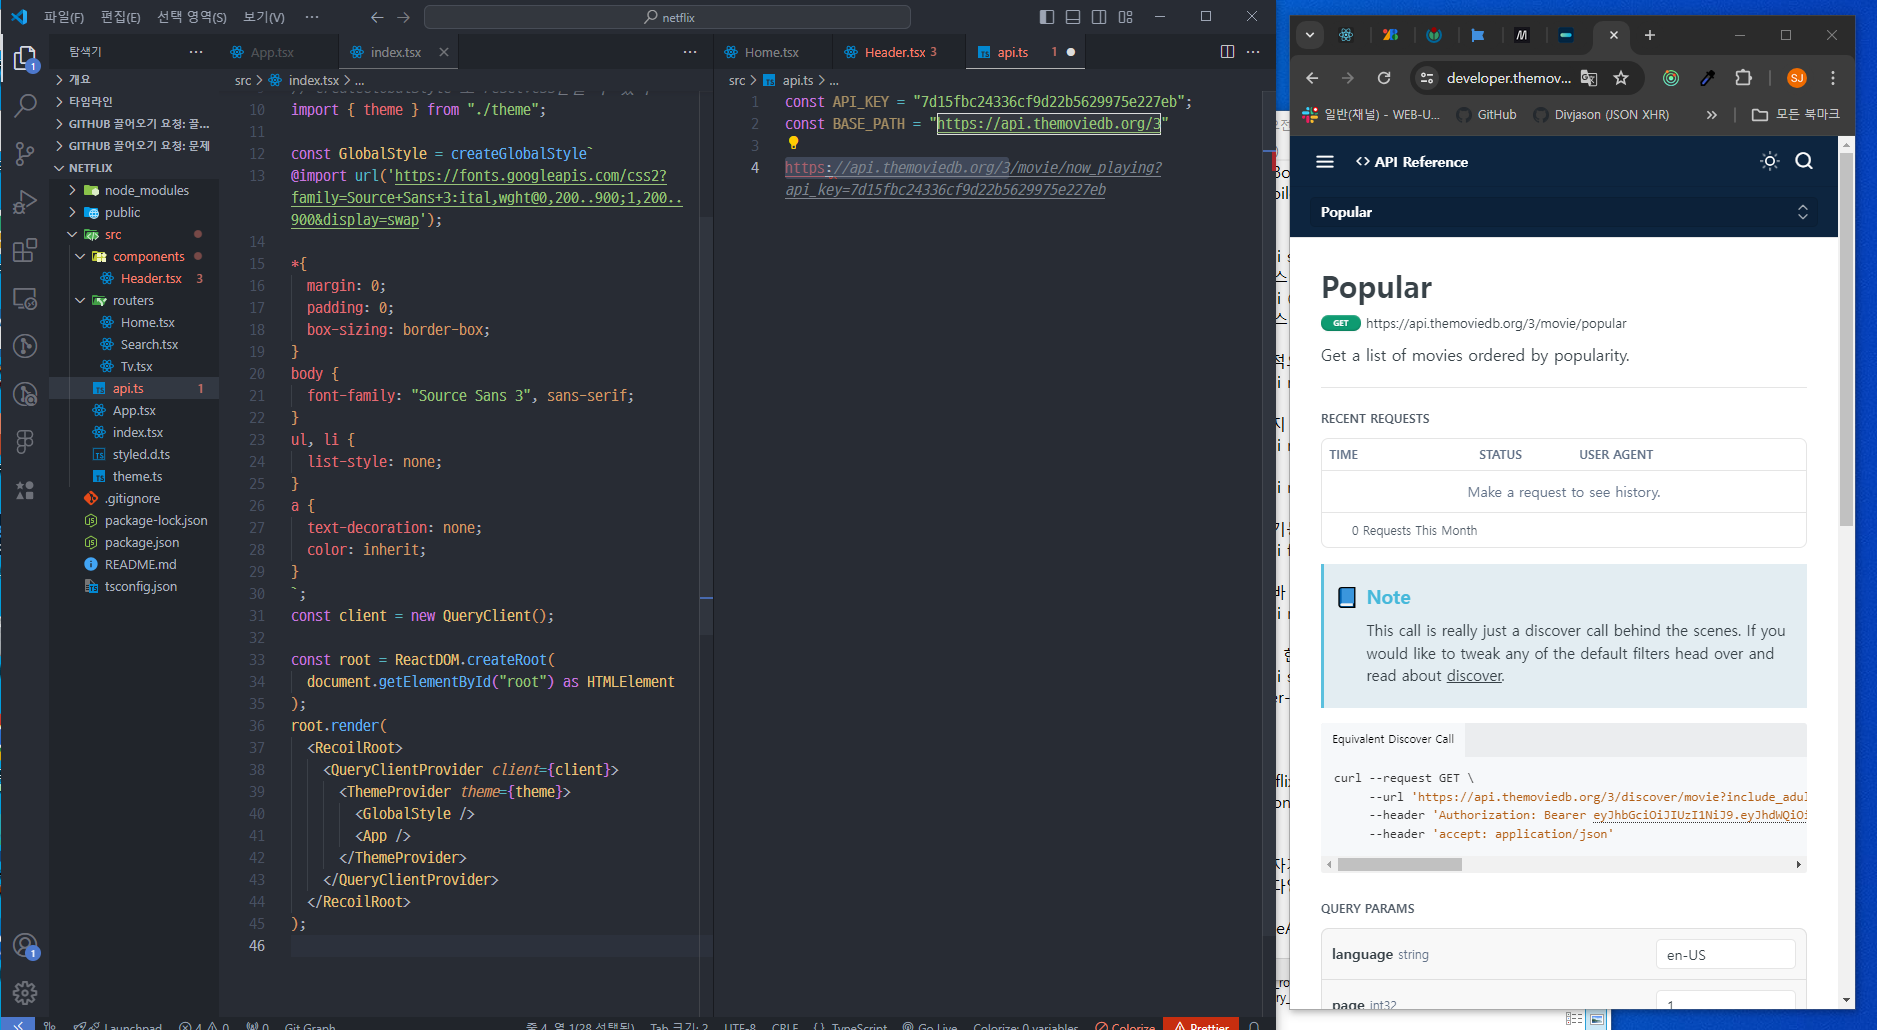 파일(F) 편집(E) 선택 영역(S) 보기(V) ···
netflix
탐색기
개요
타임라인
GITHUB 끌어오기 요청: 끌...
GITHUB 끌어오기 요청: 문제
NETFLIX
node_modules
public
src
components
Header.tsx 3
routers
Home.tsx
Search.tsx
Tv.tsx
api.ts 1
App.tsx
index.tsx
styled.d.ts
theme.ts
.gitignore
package-lock.json
package.json
README.md
tsconfig.json
1
1
App.tsx index.tsx
src > index.tsx > ...
10 import { theme } from "./theme";
11
12 const GlobalStyle = createGlobalStyle`
13 @import url('https://fonts.googleapis.com/css2?
family=Source+Sans+3:ital,wght@0,200..900;1,200..
900&display=swap');
14
15 *{
16 margin: 0;
17 padding: 0;
18 box-sizing: border-box;
19 }
20 body {
21 font-family: "Source Sans 3", sans-serif;
22 }
23 ul, li {
24 list-style: none;
25 }
26 a {
27 text-decoration: none;
28 color: inherit;
29 }
30 `;
31 const client = new QueryClient();
32
33 const root = ReactDOM.createRoot(
34 document.getElementById("root") as HTMLElement
35 );
36 root.render(
37 <RecoilRoot>
38 <QueryClientProvider client={client}>
39 <ThemeProvider theme={theme}>
40 <GlobalStyle />
41 <App />
42 </ThemeProvider>
43 </QueryClientProvider>
44 </RecoilRoot>
45 );
46
Home.tsx Header.tsx 3 api.ts 1
src > api.ts > ...
1 const API_KEY = "7d15fbc24336cf9d22b5629975e227eb";
2 const BASE_PATH = "https://api.themoviedb.org/3"
3
4 https://api.themoviedb.org/3/movie/now_playing?
api_key=7d15fbc24336cf9d22b5629975e227eb
Launchpad 4 0 0 Git Graph 줄 4, 열 1(28 선택됨) Tab 크기: 2 UTF-8 CRLF {} TypeScript Go Live Colorize: 0 variables Colorize Prettier
developer.themov...
SJ
일반(채널) - WEB-U... GitHub Divjason (JSON XHR) » 모든 북마크
<> API Reference
Popular
Popular
GET https://api.themoviedb.org/3/movie/popular
Get a list of movies ordered by popularity.
RECENT REQUESTS
TIME STATUS USER AGENT
Make a request to see history.
0 Requests This Month
Note
This call is really just a discover call behind the scenes. If you
would like to tweak any of the default filters head over and
read about discover.
Equivalent Discover Call
curl --request GET \
--url 'https://api.themoviedb.org/3/discover/movie?include_adul
--header 'Authorization: Bearer eyJhbGciOiJIUzI1NiJ9.eyJhdWQiOi
--header 'accept: application/json'
QUERY PARAMS
language string en-US
page int32 1